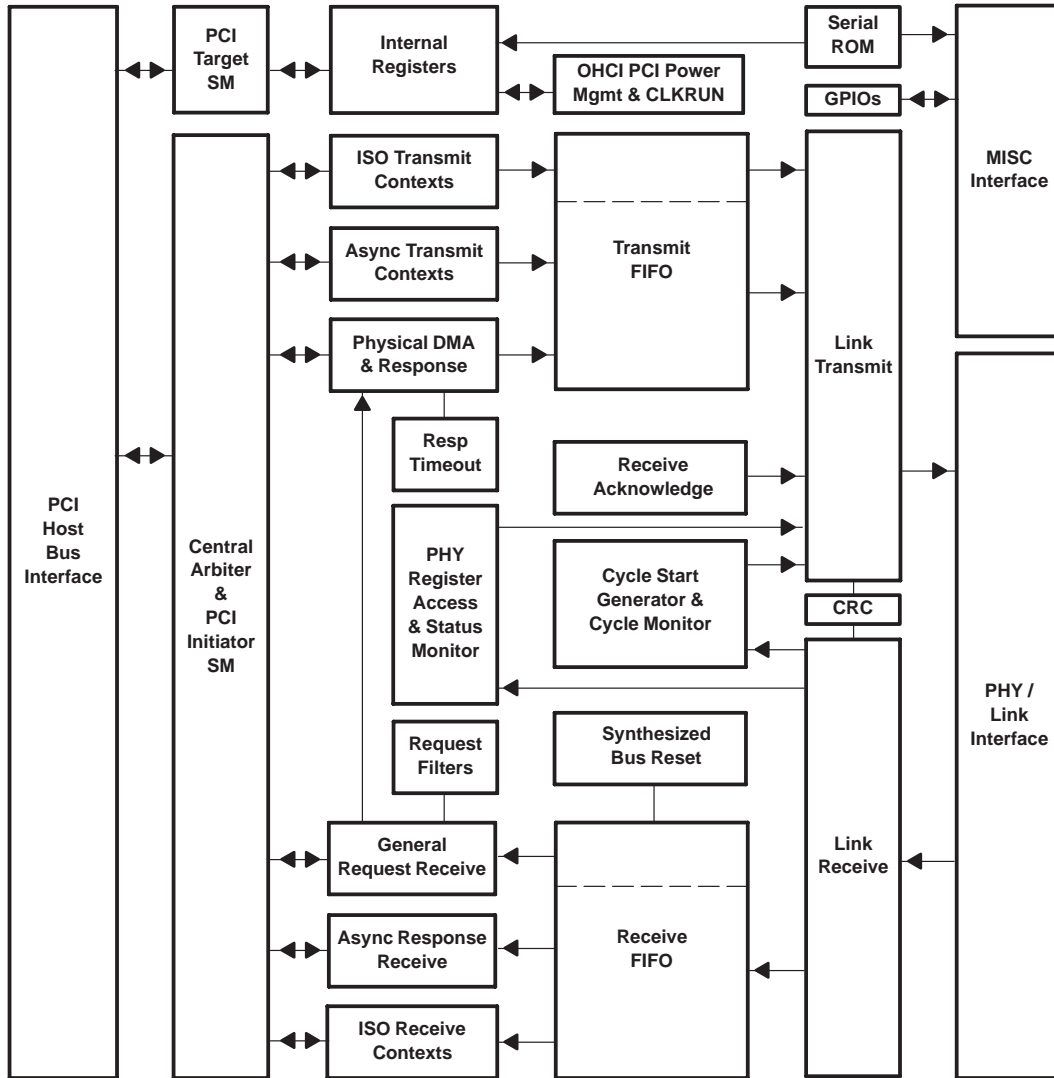 PCI
Target
SM
Internal
Registers
Serial
ROM
OHCI PCI Power
Mgmt & CLKRUN
GPIOs
MISC
Interface
ISO Transmit
Contexts
Transmit
FIFO
Async Transmit
Contexts
Physical DMA
& Response
Link
Transmit
Resp
Timeout
Receive
Acknowledge
PCI
Host
Bus
Interface
Central
Arbiter
&
PCI
Initiator
SM
PHY
Register
Access
& Status
Monitor
Cycle Start
Generator &
Cycle Monitor
CRC
PHY /
Link
Interface
Request
Filters
Synthesized
Bus Reset
General
Request Receive
Link
Receive
Async Response
Receive
Receive
FIFO
ISO Receive
Contexts